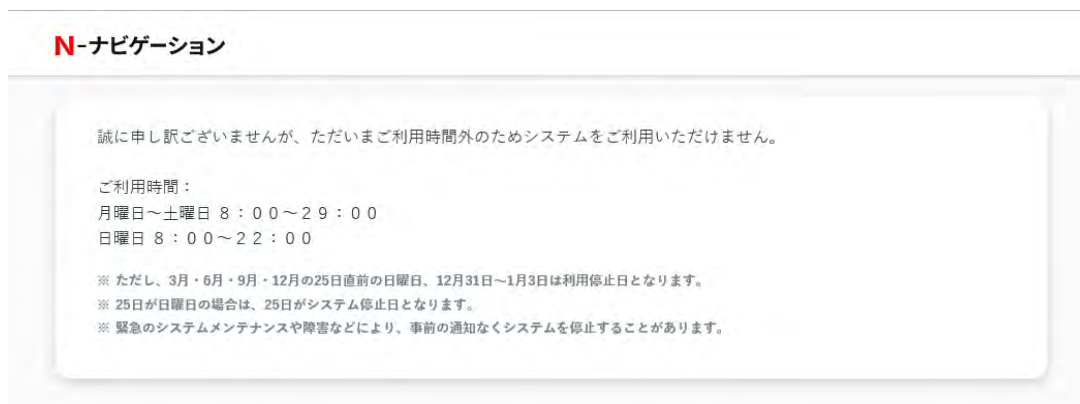 N-ナビゲーション
誠に申し訳ございませんが、ただいまご利用時間外のためシステムをご利用いただけません。
ご利用時間：
月曜日～土曜日 ８：００～２９：００
日曜日 ８：００～２２：００
※ ただし、3月・6月・9月・12月の25日直前の日曜日、12月31日～1月3日は利用停止日となります。
※ 25日が日曜日の場合は、25日がシステム停止日となります。
※ 緊急のシステムメンテナンスや障害などにより、事前の通知なくシステムを停止することがあります。